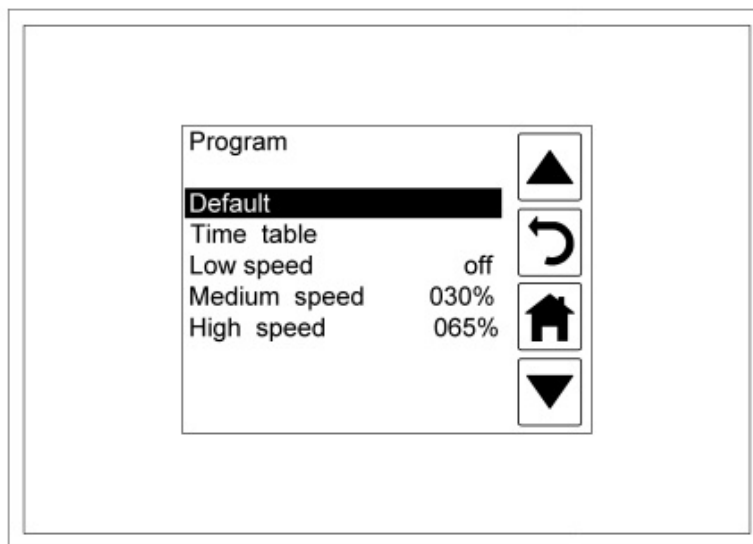 Program
Default
Time table
Low speed off
Medium speed 030%
High speed 065%